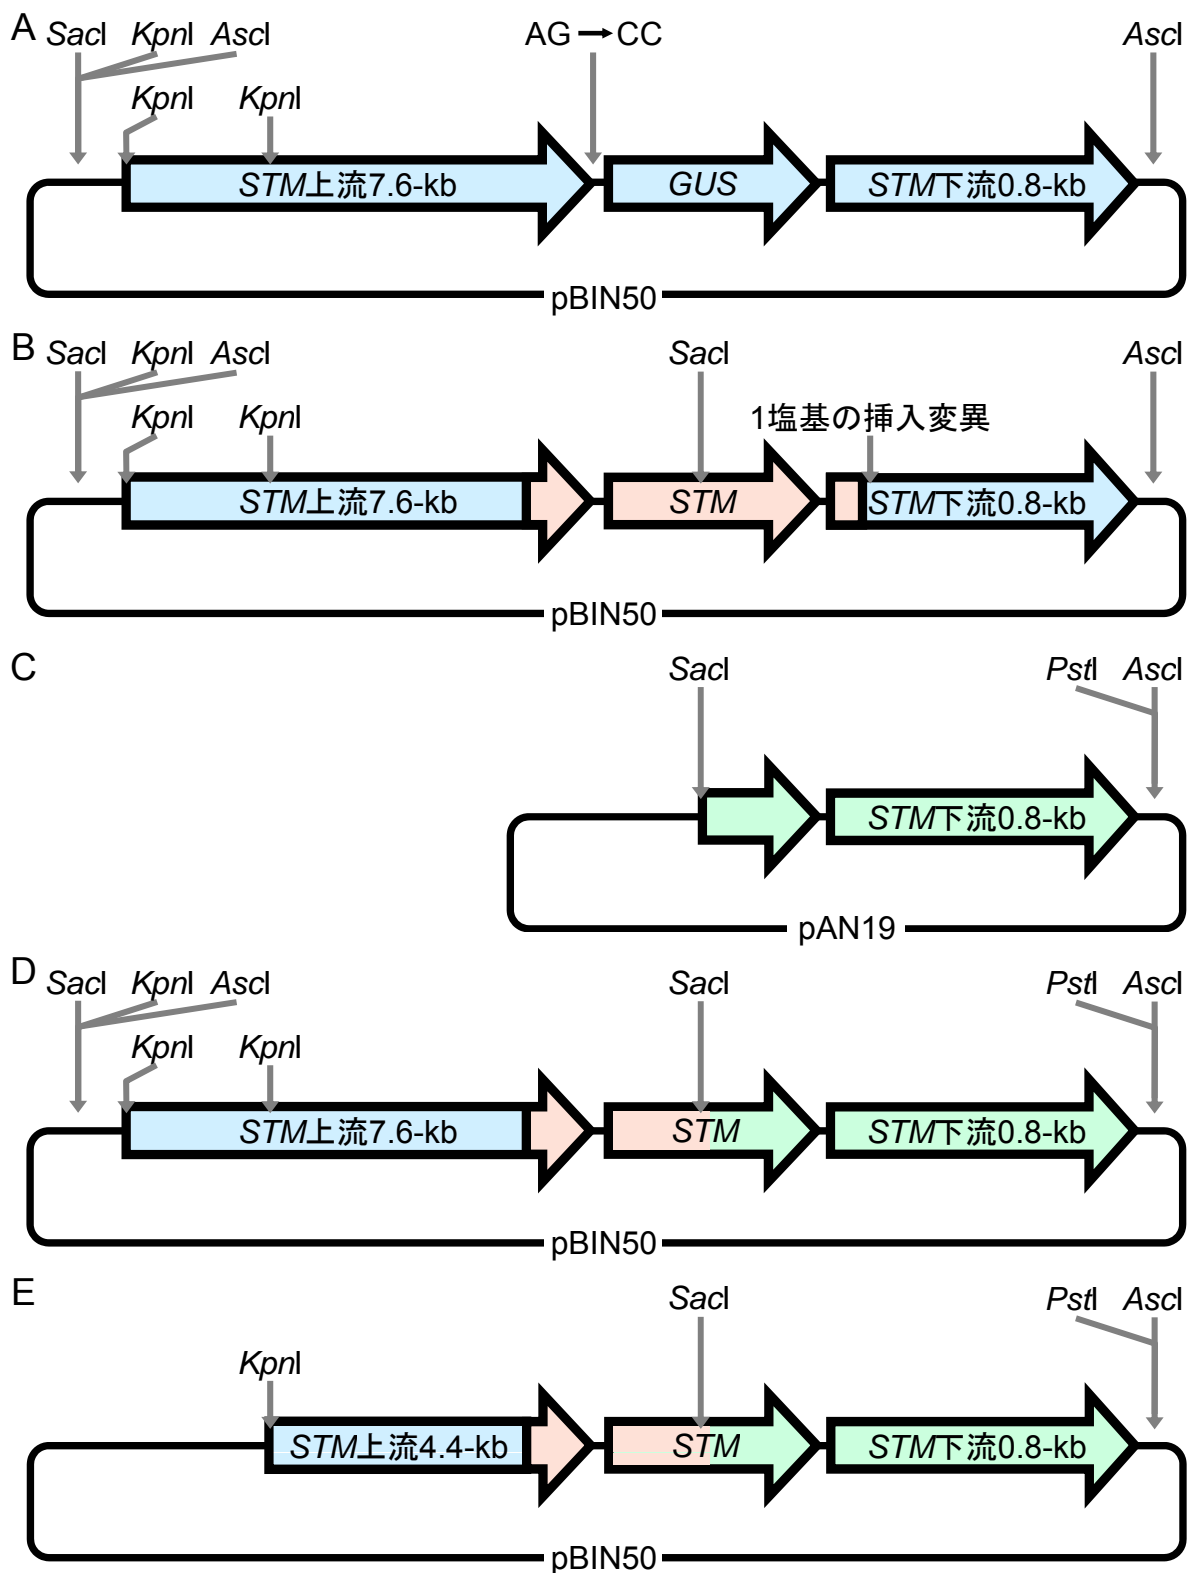 A SacI KpnI AscI AG→CC AscI
KpnI KpnI
STM上流7.6-kb GUS STM下流0.8-kb
pBIN50
B SacI KpnI AscI SacI AscI
KpnI KpnI 1塩基の挿入変異
STM上流7.6-kb STM STM下流0.8-kb
pBIN50
C SacI PstI AscI
STM下流0.8-kb
pAN19
D SacI KpnI AscI SacI PstI AscI
KpnI KpnI
STM上流7.6-kb STM STM下流0.8-kb
pBIN50
E SacI PstI AscI
KpnI
STM上流4.4-kb STM STM下流0.8-kb
pBIN50